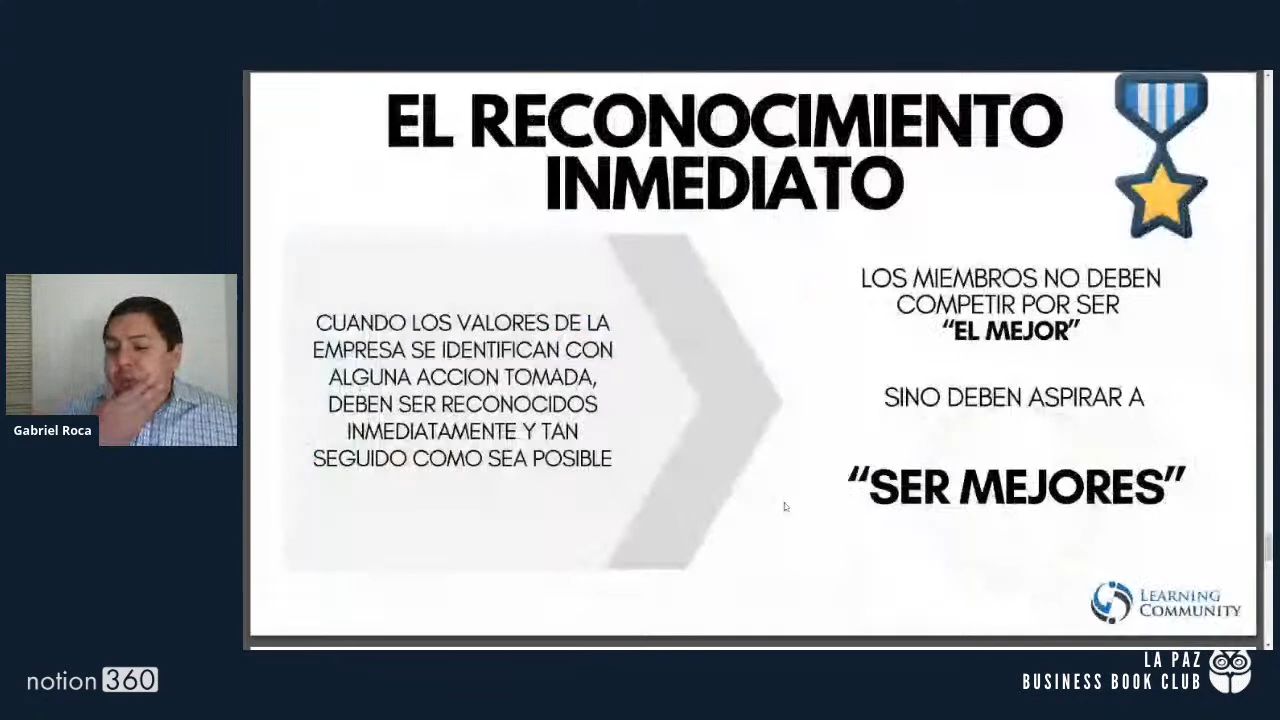 EL RECONOCIMIENTO
INMEDIATO
CUANDO LOS VALORES DE LA
EMPRESA SE IDENTIFICAN CON
ALGUNA ACCION TOMADA,
DEBEN SER RECONOCIDOS
INMEDIATAMENTE Y TAN
SEGUIDO COMO SEA POSIBLE
LOS MIEMBROS NO DEBEN
COMPETIR POR SER
“EL MEJOR”
SINO DEBEN ASPIRAR A
“SER MEJORES”
LEARNING
COMMUNITY
Gabriel Roca
notion 360
LA PAZ
BUSINESS BOOK CLUB